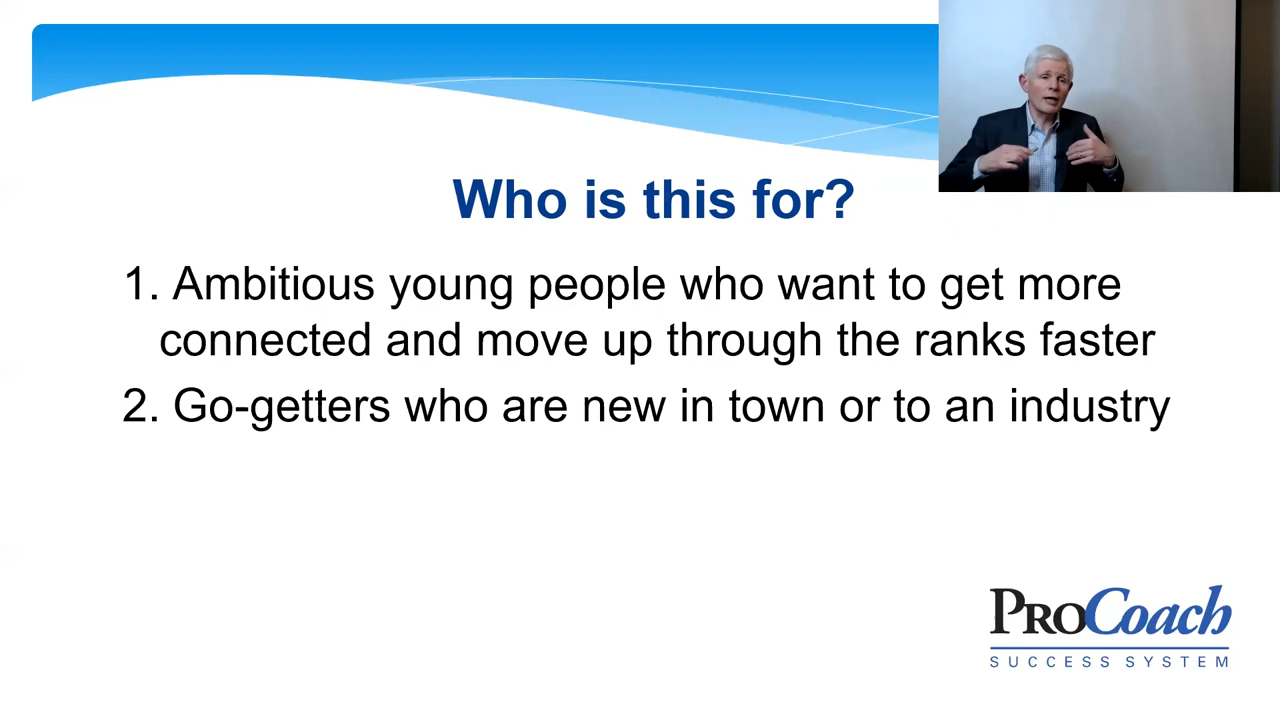 Who is this for?
1. Ambitious young people who want to get more
connected and move up through the ranks faster
2. Go-getters who are new in town or to an industry
PROCoach
SUCCESS SYSTEM